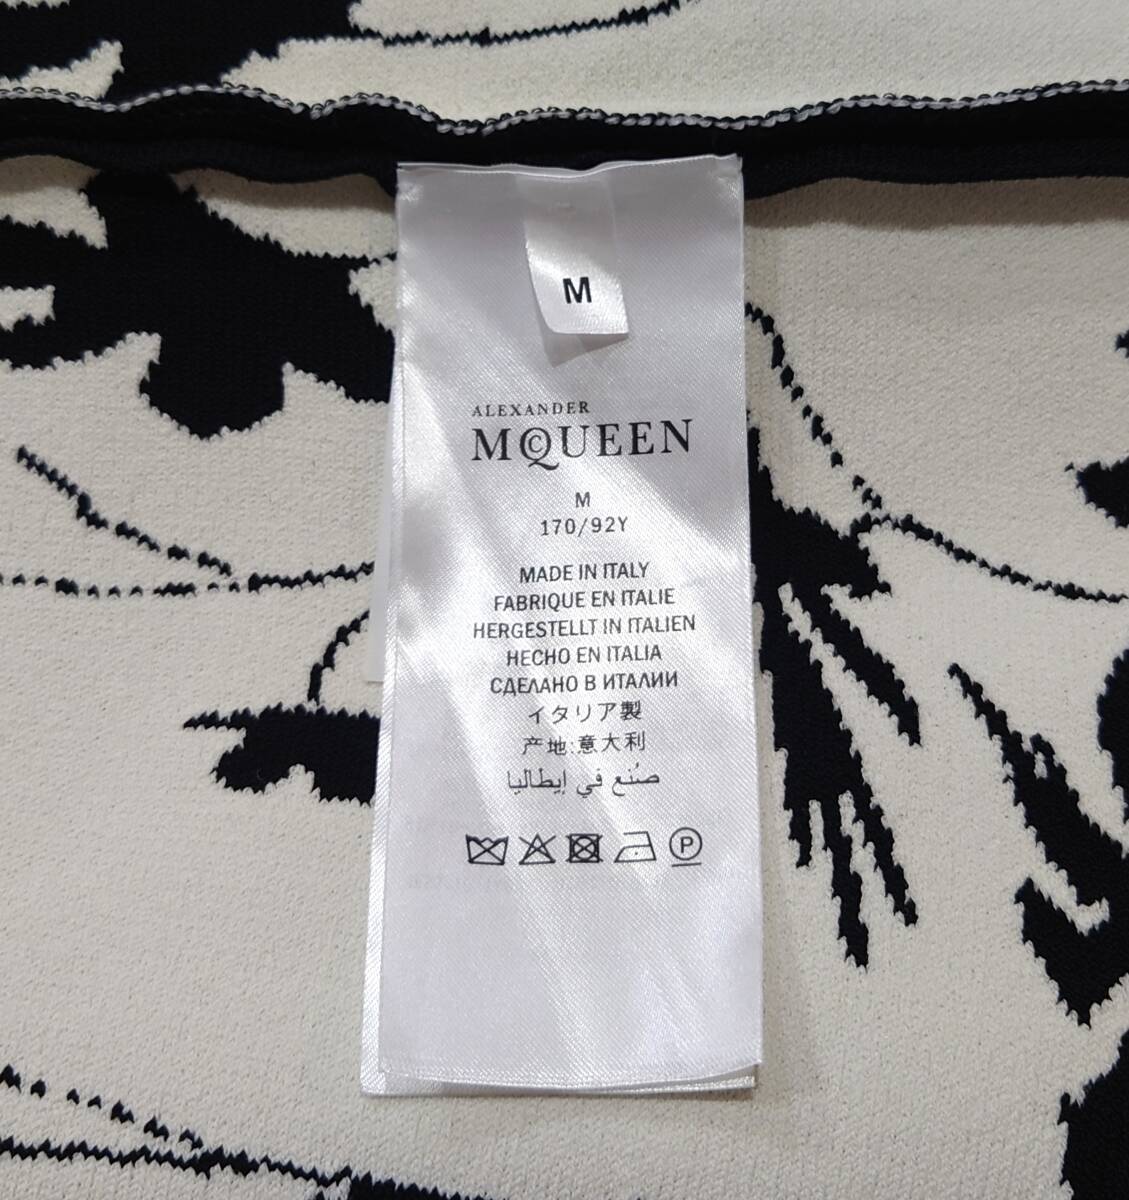 M
ALEXANDER
McQUEEN
M
170/92Y
MADE IN ITALY
FABRIQUE EN ITALIE
HERGESTELLT IN ITALIEN
HECHO EN ITALIA
СДЕЛАНО В ИТАЛИИ
イタリア製
产地:意大利
صُنع في إيطاليا
P